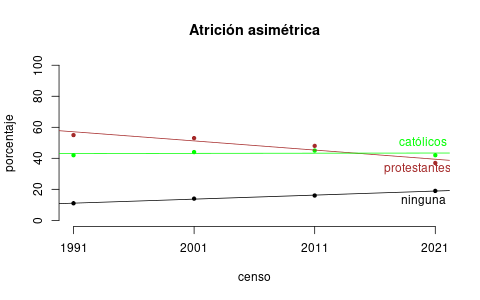 Atrición asimétrica
porcentaje
100
80
60
40
20
0
católicos
protestantes
ninguna
1991
2001
2011
2021
censo